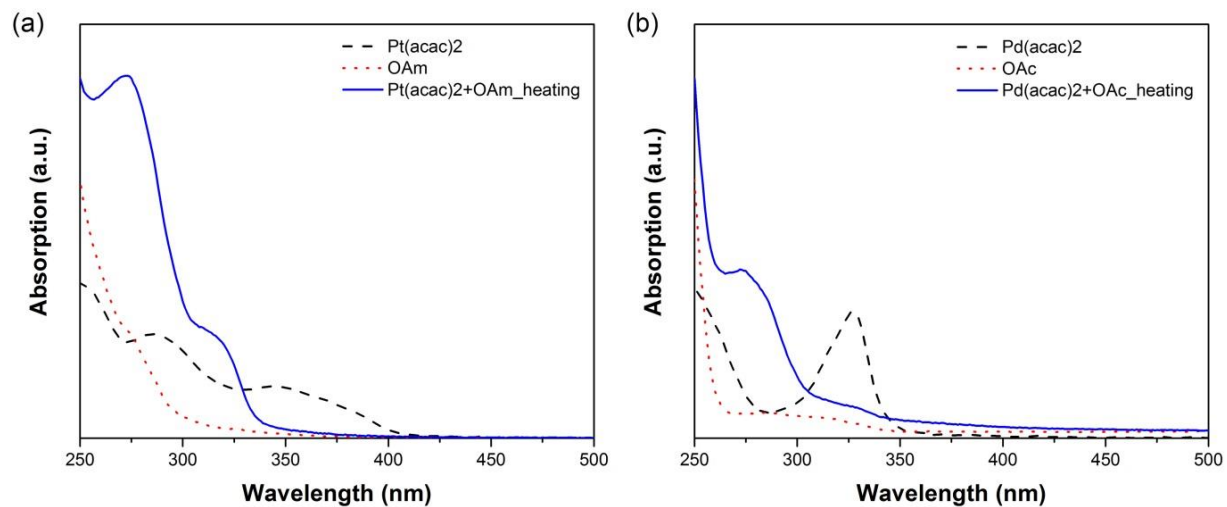 (a)
Pt(acac)2
OAm
Pt(acac)2+OAm_heating
Absorption (a.u.)
250 300 350 400 450 500
Wavelength (nm)
(b)
Pd(acac)2
OAc
Pd(acac)2+OAc_heating
Absorption (a.u.)
250 300 350 400 450 500
Wavelength (nm)